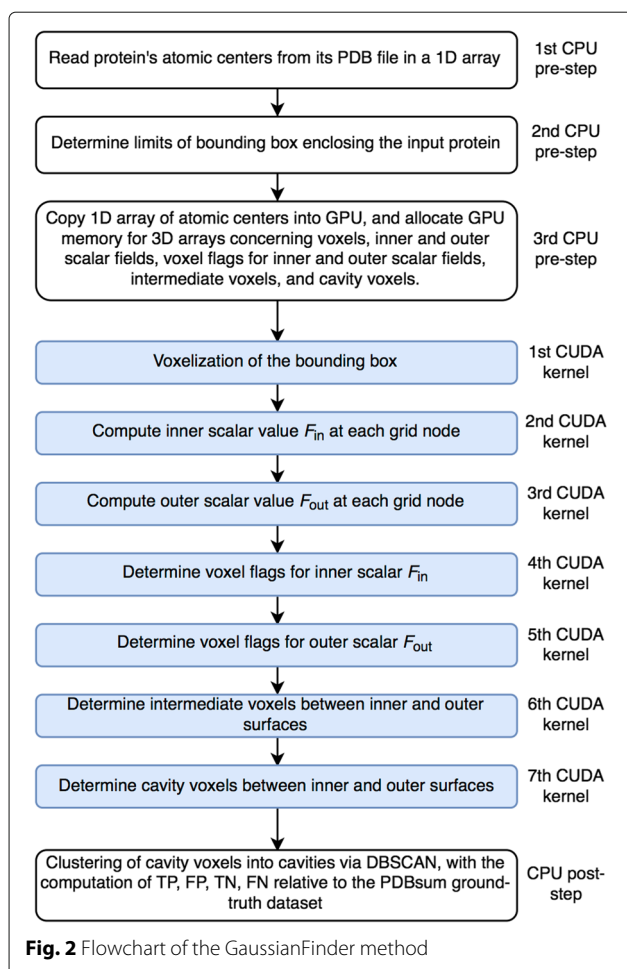 Read protein's atomic centers from its PDB file in a 1D array
1st CPU
pre-step
Determine limits of bounding box enclosing the input protein
2nd CPU
pre-step
Copy 1D array of atomic centers into GPU, and allocate GPU
memory for 3D arrays concerning voxels, inner and outer
scalar fields, voxel flags for inner and outer scalar fields,
intermediate voxels, and cavity voxels.
3rd CPU
pre-step
Voxelization of the bounding box
1st CUDA
kernel
Compute inner scalar value Fin at each grid node
2nd CUDA
kernel
Compute outer scalar value Fout at each grid node
3rd CUDA
kernel
Determine voxel flags for inner scalar Fin
4th CUDA
kernel
Determine voxel flags for outer scalar Fout
5th CUDA
kernel
Determine intermediate voxels between inner and outer
surfaces
6th CUDA
kernel
Determine cavity voxels between inner and outer surfaces
7th CUDA
kernel
Clustering of cavity voxels into cavities via DBSCAN, with the
computation of TP, FP, TN, FN relative to the PDBsum ground-
truth dataset
CPU post-
step
Fig. 2 Flowchart of the GaussianFinder method